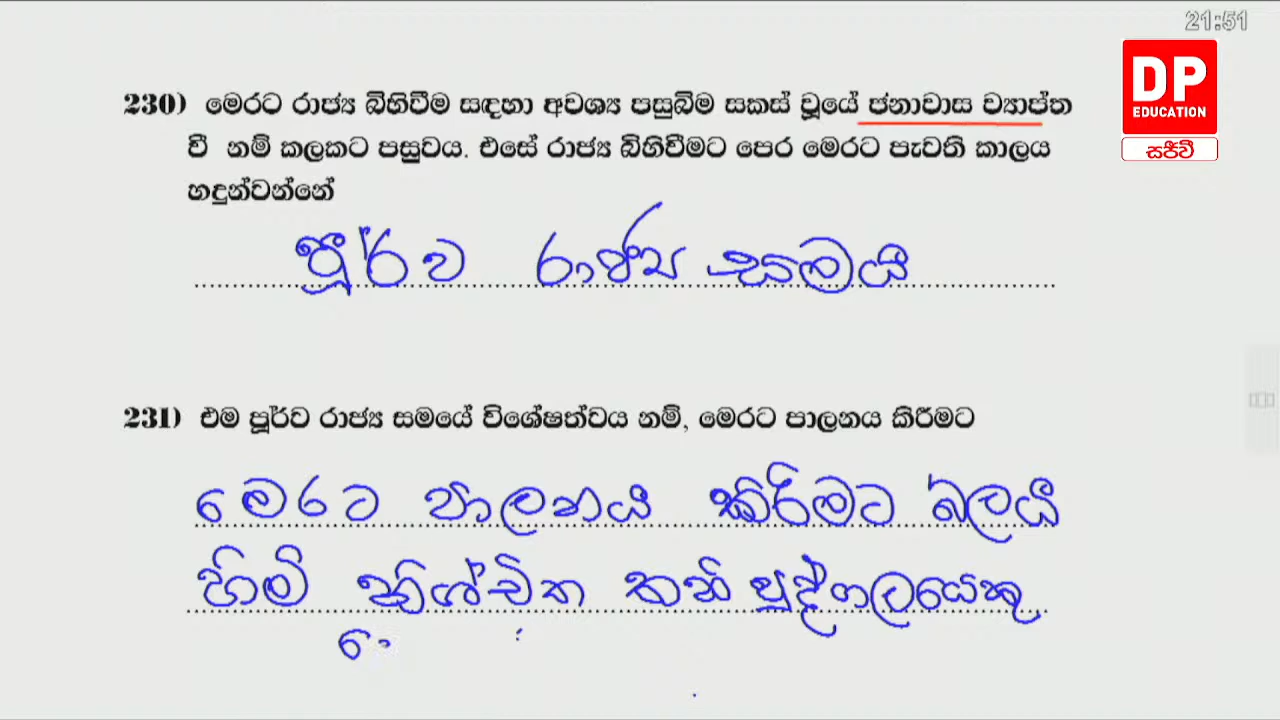 21:51
DP
EDUCATION
සජීවී
230) මෙරට රාජ්‍ය බිහිවීම සඳහා අවශ්‍ය පසුබිම සකස් වූයේ ජනාවාස ව්‍යාප්ත
වී නම් කලකට පසුවය. එසේ රාජ්‍ය බිහිවීමට පෙර මෙරට පැවති කාලය
හඳුන්වන්නේ
පූර්ව රාජ්‍ය සමයයි
231) එම පූර්ව රාජ්‍ය සමයේ විශේෂත්වය නම්, මෙරට පාලනය කිරීමට
මෙරට පාලනය කිරිමට බලය
හිමි නිශ්චිත තනි පුද්ගලයෙකු